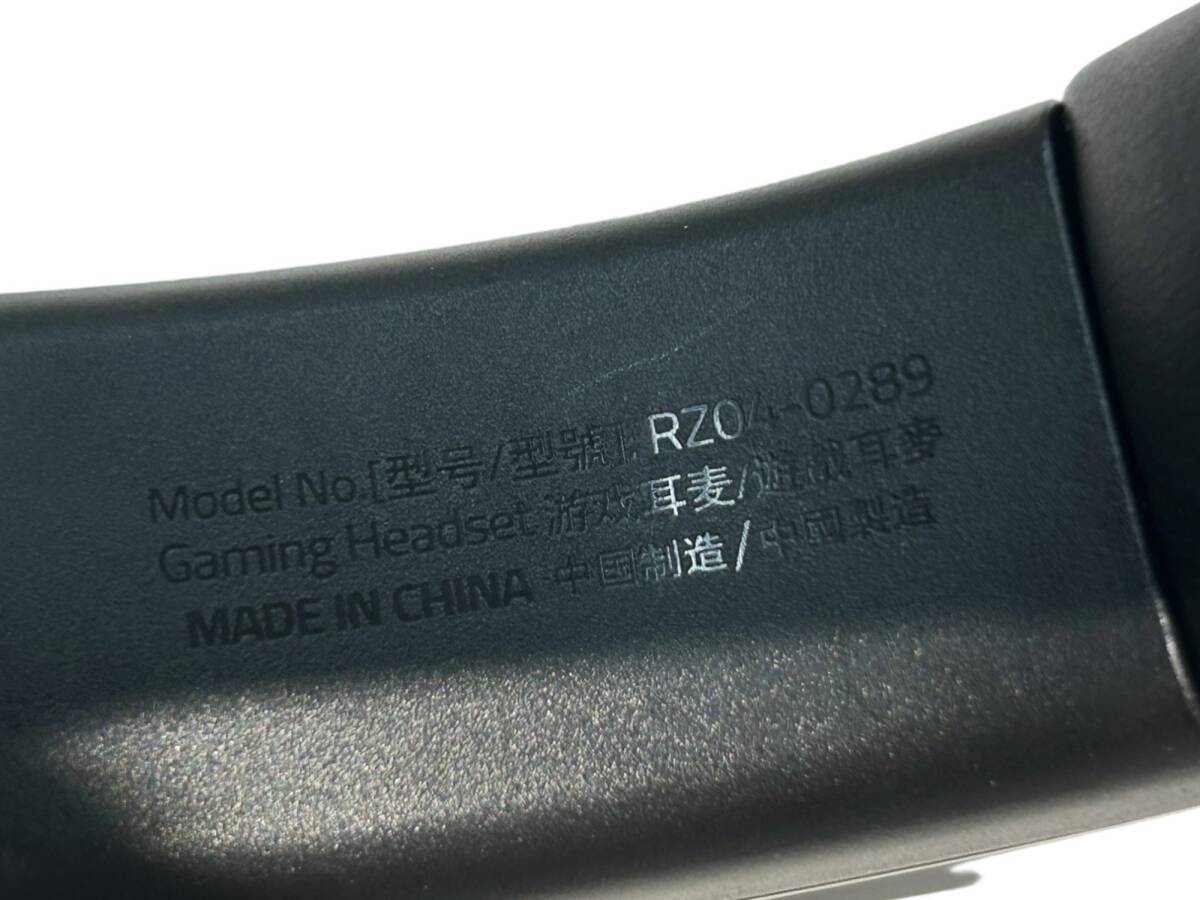 Model No.[型号/型號]: RZ04-0289
Gaming Headset 游戏耳麦/遊戲耳麥
MADE IN CHINA 中国制造/中國製造